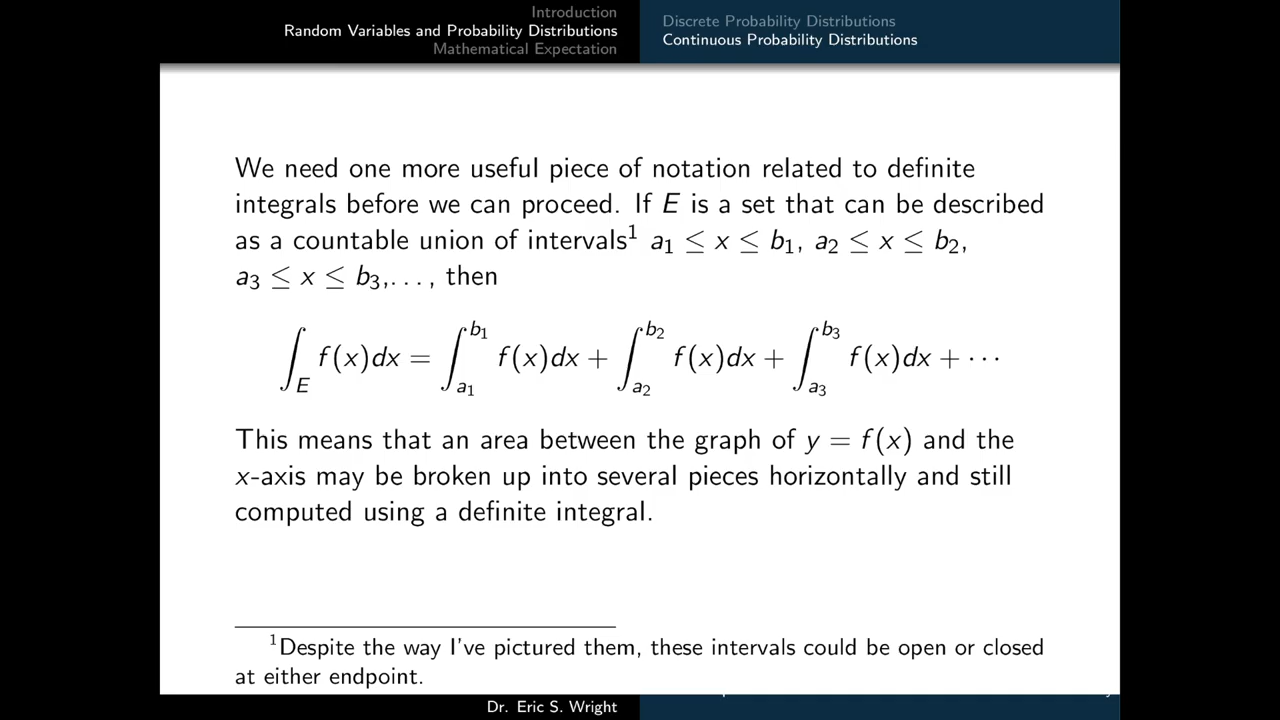 Introduction
Random Variables and Probability Distributions
Mathematical Expectation
Discrete Probability Distributions
Continuous Probability Distributions
We need one more useful piece of notation related to definite
integrals before we can proceed. If E is a set that can be described
as a countable union of intervals¹ a₁ ≤ x ≤ b₁, a₂ ≤ x ≤ b₂,
a₃ ≤ x ≤ b₃,..., then
∫_E f(x)dx = ∫_{a₁}^{b₁} f(x)dx + ∫_{a₂}^{b₂} f(x)dx + ∫_{a₃}^{b₃} f(x)dx + ⋯
This means that an area between the graph of y = f(x) and the
x-axis may be broken up into several pieces horizontally and still
computed using a definite integral.
¹Despite the way I've pictured them, these intervals could be open or closed
at either endpoint.
Dr. Eric S. Wright